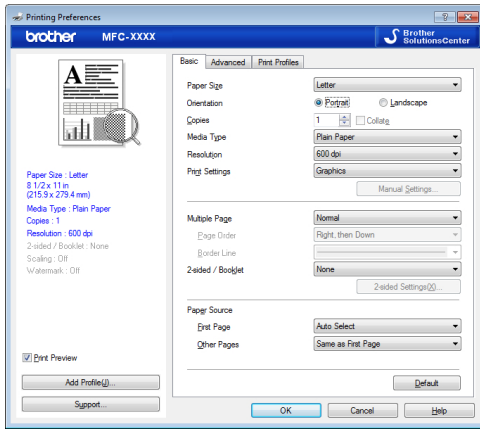 Printing Preferences
brother MFC-XXXX
Brother
SolutionsCenter
Basic Advanced Print Profiles
Paper Size Letter
Orientation Portrait Landscape
Copies 1 Collate
Media Type Plain Paper
Resolution 600 dpi
Print Settings Graphics
Manual Settings...
Multiple Page Normal
Page Order Right, then Down
Border Line
2-sided / Booklet None
2-sided Settings(X)...
Paper Source
First Page Auto Select
Other Pages Same as First Page
Default
A
Paper Size : Letter
8 1/2 x 11 in
(215.9 x 279.4 mm)
Media Type : Plain Paper
Copies : 1
Resolution : 600 dpi
2-sided / Booklet : None
Scaling : Off
Watermark : Off
Print Preview
Add Profile(J)...
Support...
OK Cancel Help